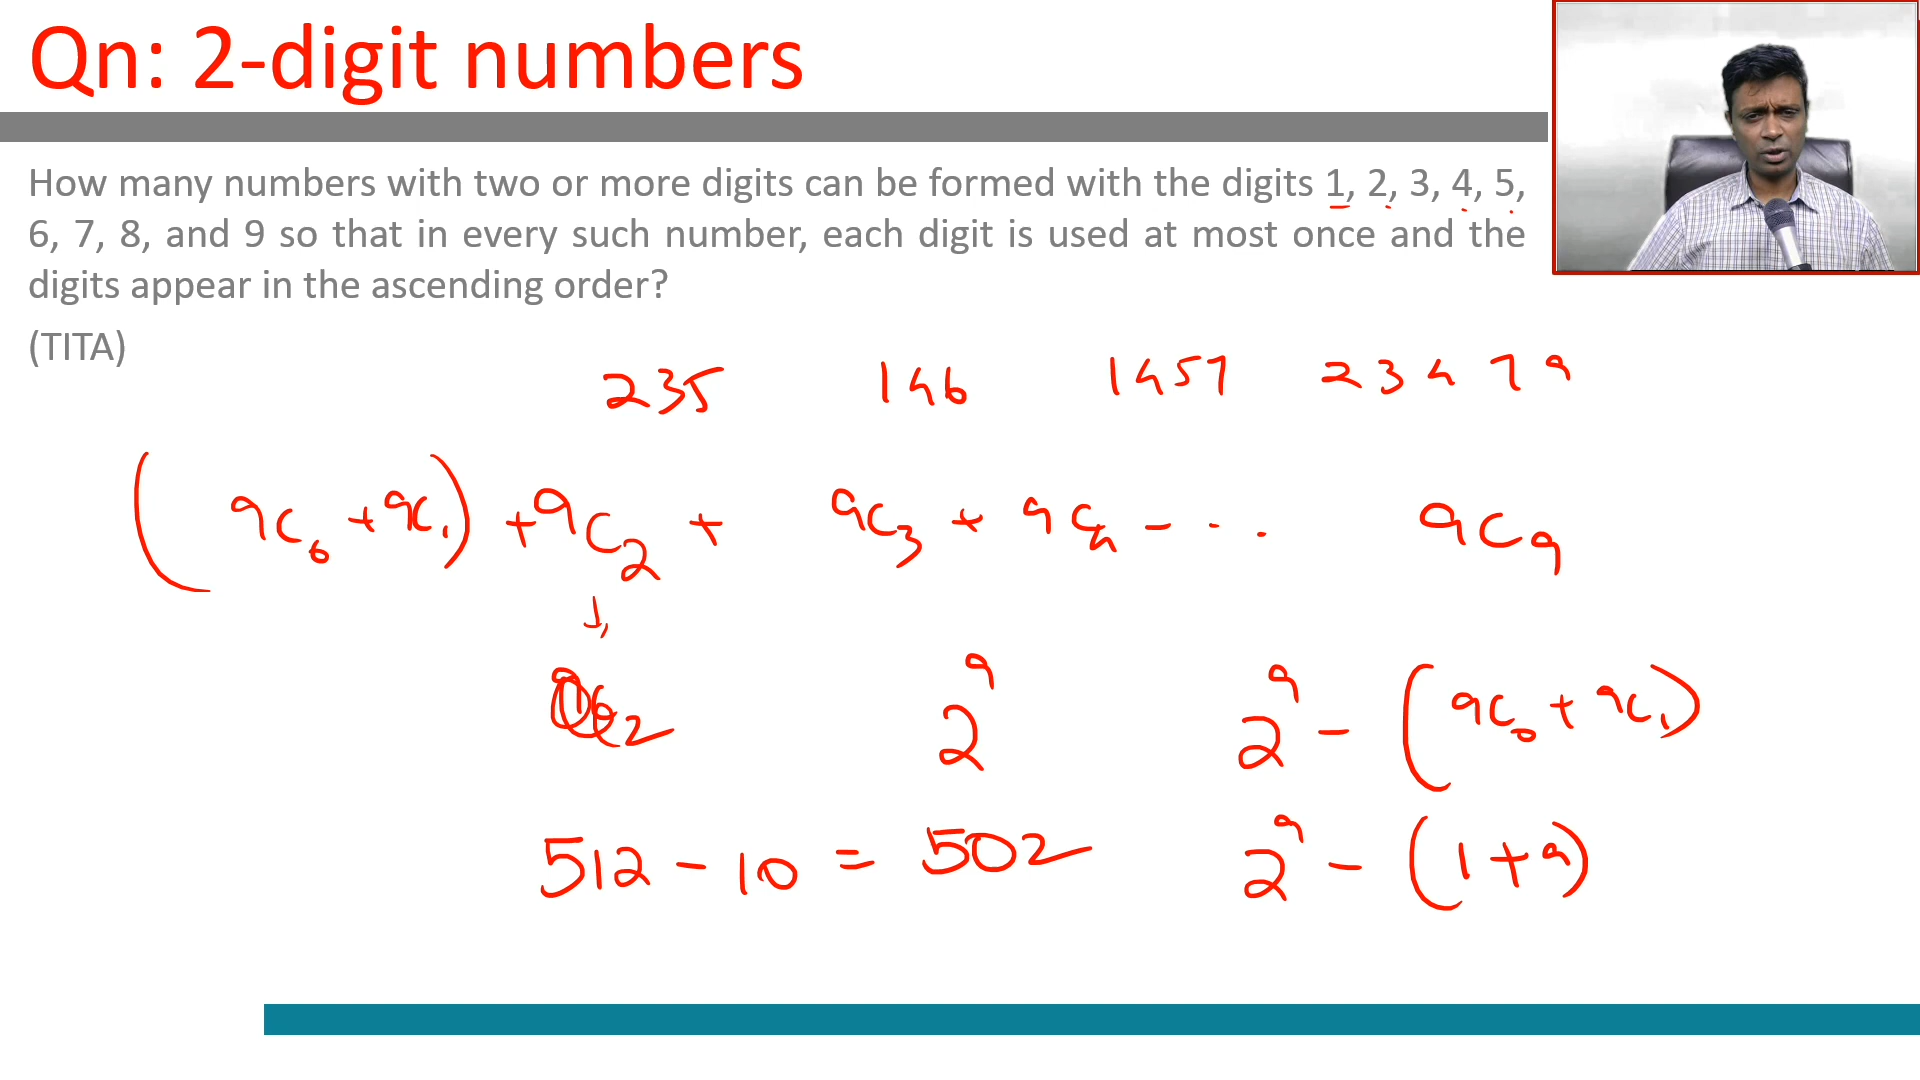 Qn: 2-digit numbers
How many numbers with two or more digits can be formed with the digits 1, 2, 3, 4, 5,
6, 7, 8, and 9 so that in every such number, each digit is used at most once and the
digits appear in the ascending order?
(TITA)
235 146 1457 23479
(9C0 + 9C1) + 9C2 + 9C3 + 9C4 - ... 9C9
9C2 2^9 2^9 - (9C0 + 9C1)
512 - 10 = 502 2^9 - (1+9)